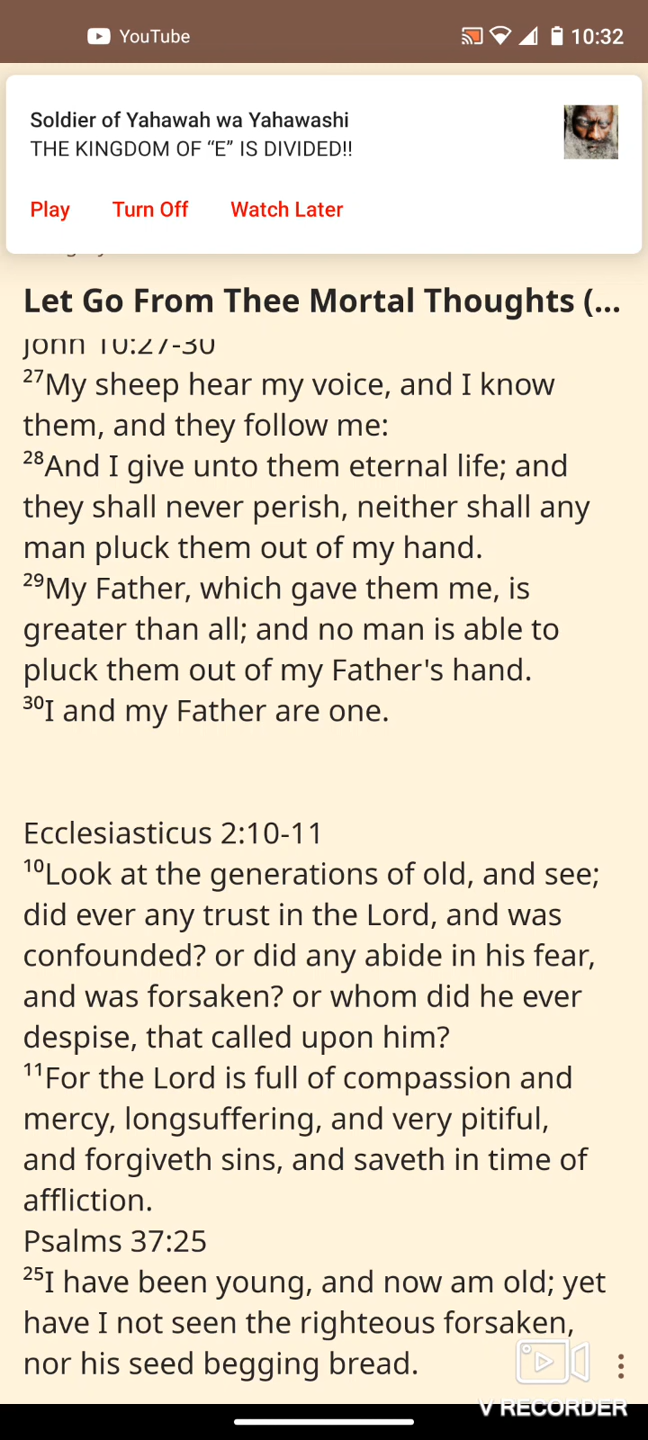 YouTube
10:32
Soldier of Yahawah wa Yahawashi
THE KINGDOM OF “E” IS DIVIDED!!
Play Turn Off Watch Later
Let Go From Thee Mortal Thoughts (...
John 10:27-30
27My sheep hear my voice, and I know
them, and they follow me:
28And I give unto them eternal life; and
they shall never perish, neither shall any
man pluck them out of my hand.
29My Father, which gave them me, is
greater than all; and no man is able to
pluck them out of my Father's hand.
30I and my Father are one.
Ecclesiasticus 2:10-11
10Look at the generations of old, and see;
did ever any trust in the Lord, and was
confounded? or did any abide in his fear,
and was forsaken? or whom did he ever
despise, that called upon him?
11For the Lord is full of compassion and
mercy, longsuffering, and very pitiful,
and forgiveth sins, and saveth in time of
affliction.
Psalms 37:25
25I have been young, and now am old; yet
have I not seen the righteous forsaken,
nor his seed begging bread.
V RECORDER